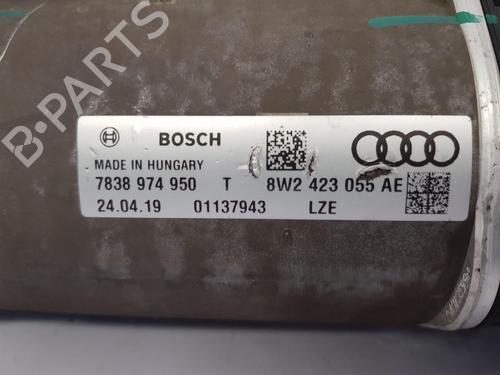 B-PARTS
BOSCH
MADE IN HUNGARY
7838 974 950 T 8W2 423 055 AE
24.04.19 01137943 LZE